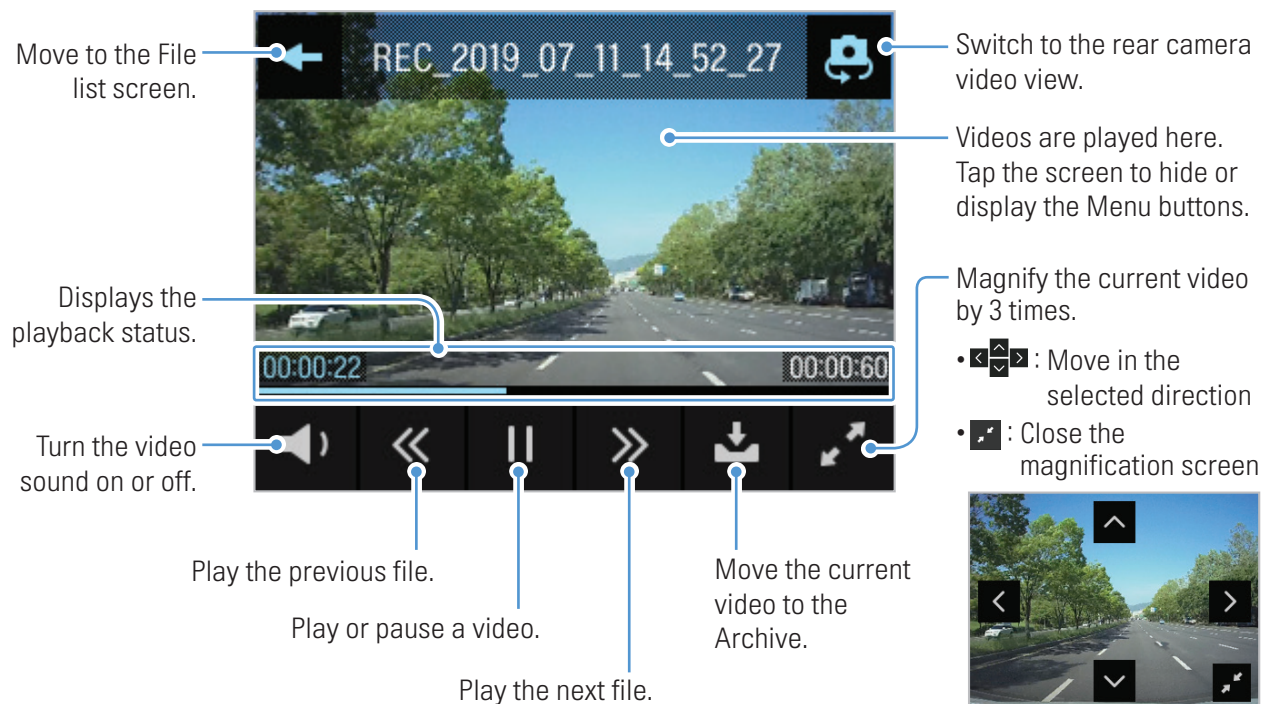 Move to the File
list screen.
REC_2019_07_11_14_52_27
Switch to the rear camera
video view.
Videos are played here.
Tap the screen to hide or
display the Menu buttons.
Displays the
playback status.
00:00:22
00:00:60
Magnify the current video
by 3 times.
• : Move in the
selected direction
• : Close the
magnification screen
Turn the video
sound on or off.
Play the previous file.
Play or pause a video.
Play the next file.
Move the current
video to the
Archive.